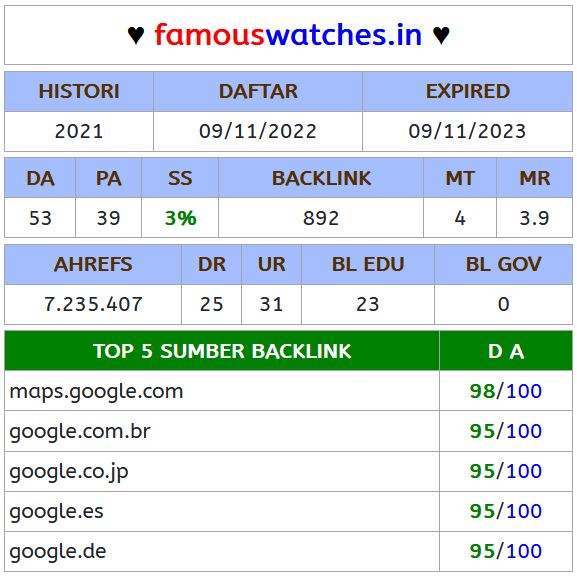 ♥ famouswatches.in ♥
HISTORI DAFTAR EXPIRED
2021 09/11/2022 09/11/2023
DA PA SS BACKLINK MT MR
53 39 3% 892 4 3.9
AHREFS DR UR BL EDU BL GOV
7.235.407 25 31 23 0
TOP 5 SUMBER BACKLINK D A
maps.google.com 98/100
google.com.br 95/100
google.co.jp 95/100
google.es 95/100
google.de 95/100